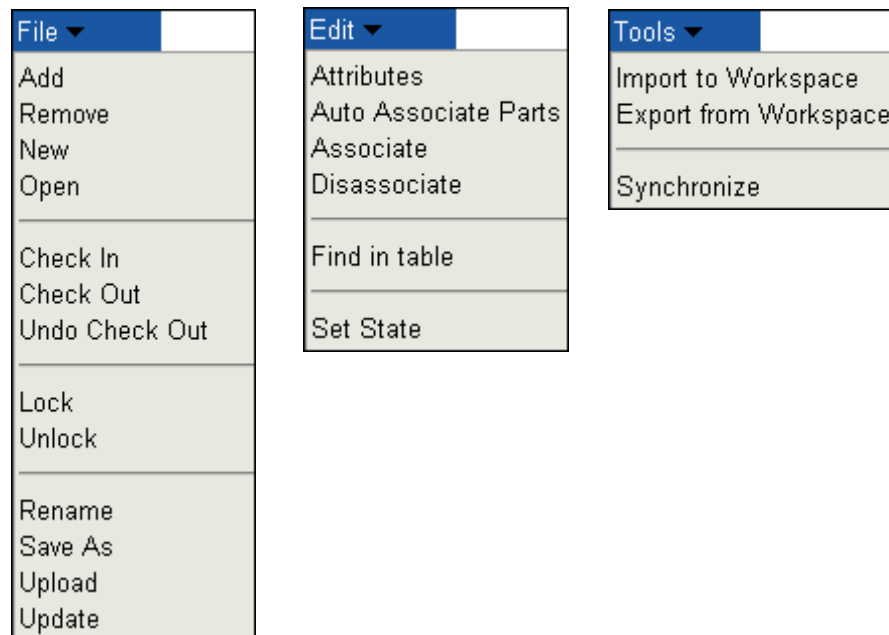 File
Add
Remove
New
Open
Check In
Check Out
Undo Check Out
Lock
Unlock
Rename
Save As
Upload
Update
Edit
Attributes
Auto Associate Parts
Associate
Disassociate
Find in table
Set State
Tools
Import to Workspace
Export from Workspace
Synchronize